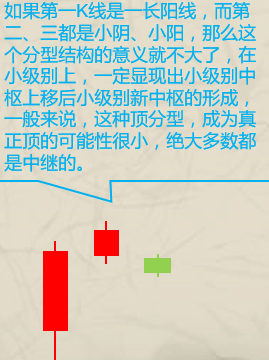 如果第一K线是一长阳线，而第
二、三都是小阴、小阳，那么这
个分型结构的意义就不大了，在
小级别上，一定显现出小级别中
枢上移后小级别新中枢的形成，
一般来说，这种顶分型，成为真
正顶的可能性很小，绝大多数都
是中继的。